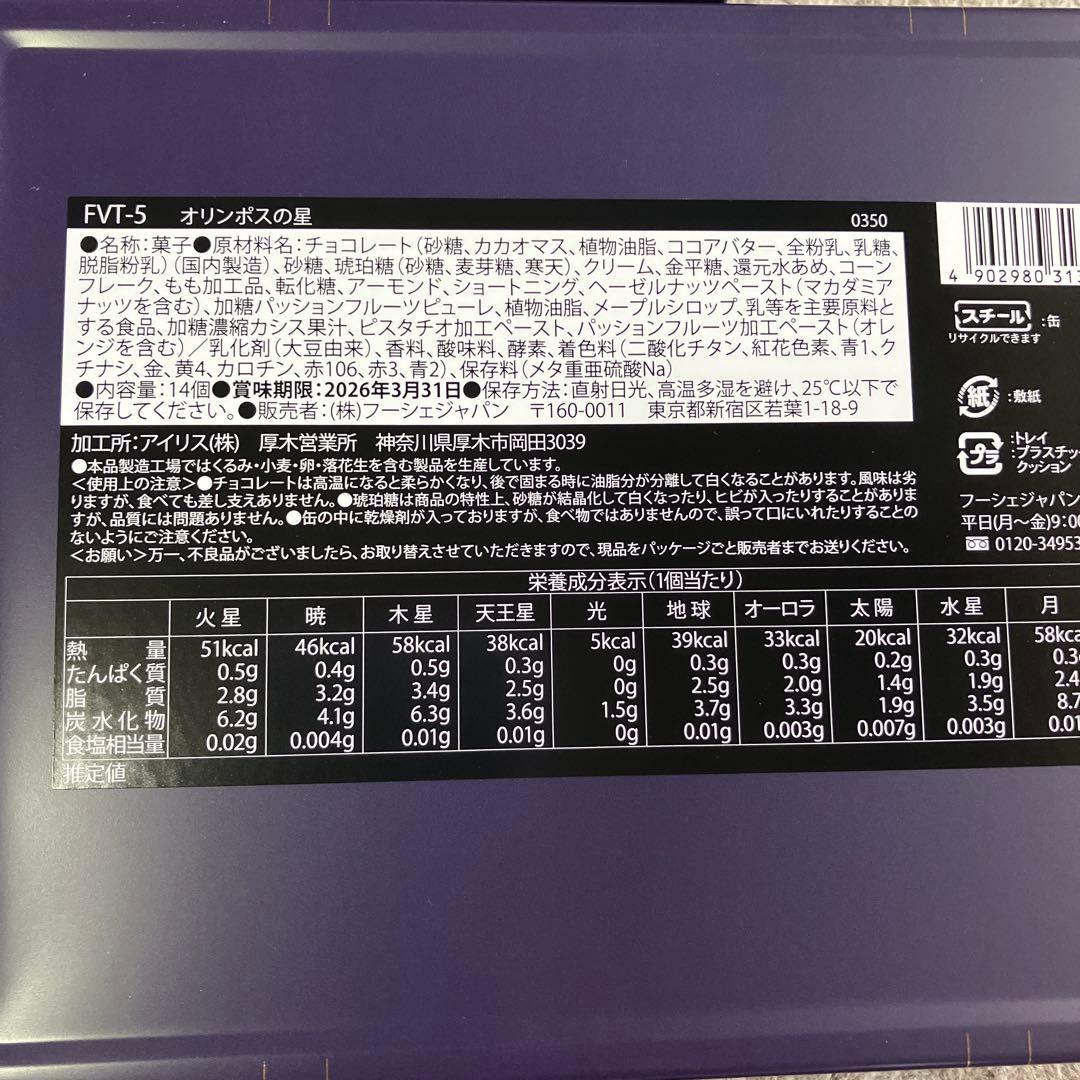 FVT-5 オリンポスの星 0350
●名称：菓子●原材料名：チョコレート（砂糖、カカオマス、植物油脂、ココアバター、全粉乳、乳糖、
脱脂粉乳）（国内製造）、砂糖、琥珀糖（砂糖、麦芽糖、寒天）、クリーム、金平糖、還元水あめ、コーン
フレーク、もも加工品、転化糖、アーモンド、ショートニング、ヘーゼルナッツペースト（マカダミア
ナッツを含む）、加糖パッションフルーツピューレ、植物油脂、メープルシロップ、乳等を主要原料と
する食品、加糖濃縮カシス果汁、ピスタチオ加工ペースト、パッションフルーツ加工ペースト（オレ
ンジを含む）／乳化剤（大豆由来）、香料、酸味料、酵素、着色料（二酸化チタン、紅花色素、青1、ク
チナシ、金、黄4、カロチン、赤106、赤3、青2）、保存料（メタ重亜硫酸Na）
●内容量：14個●賞味期限：2026年3月31日●保存方法：直射日光、高温多湿を避け、25℃以下で
保存してください。●販売者：（株）フーシェジャパン 〒160-0011 東京都新宿区若葉1-18-9
加工所：アイリス（株） 厚木営業所 神奈川県厚木市岡田3039
●本品製造工場ではくるみ・小麦・卵・落花生を含む製品を生産しています。
＜使用上の注意＞●チョコレートは高温になると柔らかくなり、後で固まる時に油脂分が分離して白くなることがあります。風味は劣
りますが、食べても差し支えありません。●琥珀糖は商品の特性上、砂糖が結晶化して白くなったり、ヒビが入ったりすることがありま
すが、品質には問題ありません。●缶の中に乾燥剤が入っておりますが、食べ物ではありませんので、誤って口にいれたりすることの
ないようにご注意ください。
＜お願い＞万一、不良品がございましたら、お取り替えさせていただきますので、現品をパッケージごと販売者までお送りください。
4 902980 313
スチール ：缶
リサイクルできます
紙 ：敷紙
プラ ：トレイ
：プラスチッ
クッション
フーシェジャパン
平日（月～金）9:00
0120-3495
栄養成分表示（1個当たり）
火星 暁 木星 天王星 光 地球 オーロラ 太陽 水星 月
熱量 51kcal 46kcal 58kcal 38kcal 5kcal 39kcal 33kcal 20kcal 32kcal 58kca
たんぱく質 0.5g 0.4g 0.5g 0.3g 0g 0.3g 0.3g 0.2g 0.3g 0.3
脂質 2.8g 3.2g 3.4g 2.5g 0g 2.5g 2.0g 1.4g 1.9g 2.4
炭水化物 6.2g 4.1g 6.3g 3.6g 1.5g 3.7g 3.3g 1.9g 3.5g 8.7
食塩相当量 0.02g 0.004g 0.01g 0.01g 0g 0.01g 0.003g 0.007g 0.003g 0.01
推定値